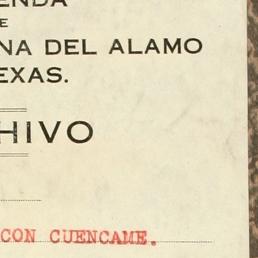 ENDA
E
NA DEL ALAMO
EXAS.
HIVO
CON CUENCAME.